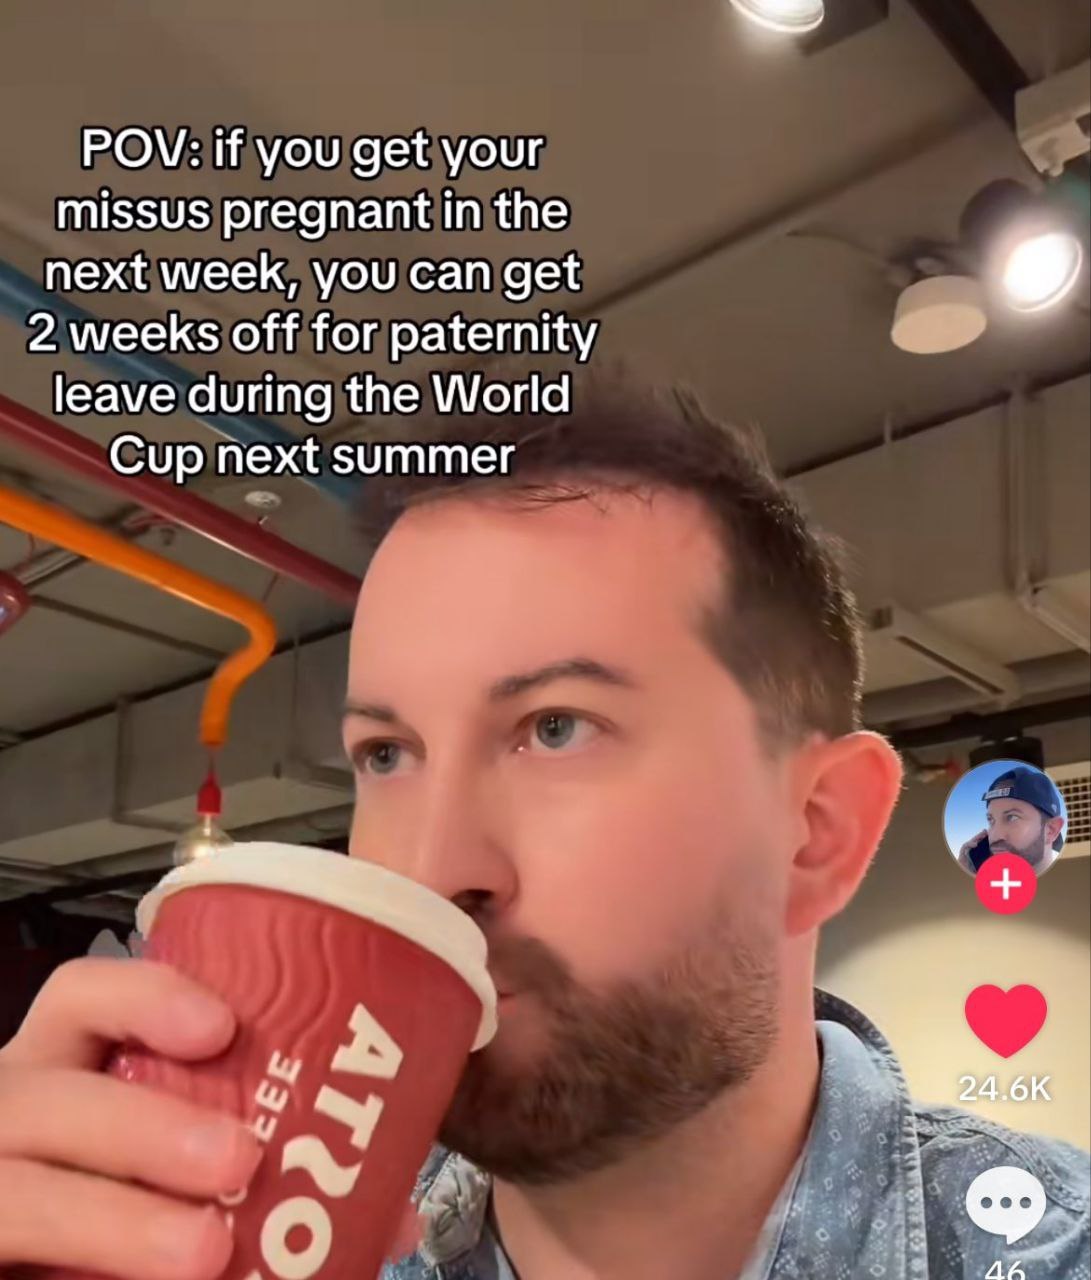 POV: if you get your
missus pregnant in the
next week, you can get
2 weeks off for paternity
leave during the World
Cup next summer
24.6K
46